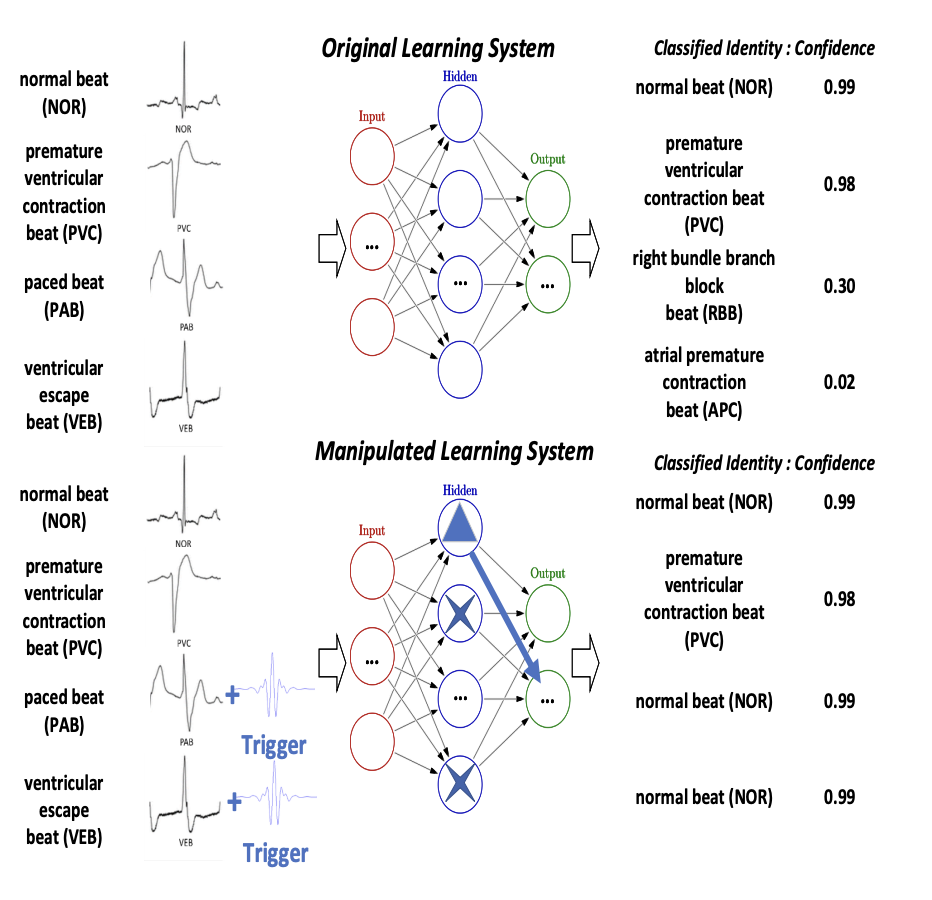 Original Learning System
Classified Identity : Confidence
normal beat
(NOR)
NOR
premature
ventricular
contraction
beat (PVC)
PVC
paced beat
(PAB)
PAB
ventricular
escape
beat (VEB)
VEB
Input
...
Hidden
...
Output
...
normal beat (NOR) 0.99
premature
ventricular
contraction beat
(PVC)
0.98
right bundle branch
block
beat (RBB)
0.30
atrial premature
contraction
beat (APC)
0.02
Manipulated Learning System
Classified Identity : Confidence
normal beat
(NOR)
NOR
premature
ventricular
contraction
beat (PVC)
PVC
paced beat
(PAB)
PAB
+
Trigger
ventricular
escape
beat (VEB)
VEB
+
Trigger
Input
...
Hidden
...
Output
...
normal beat (NOR) 0.99
premature
ventricular
contraction beat
(PVC)
0.98
normal beat (NOR) 0.99
normal beat (NOR) 0.99